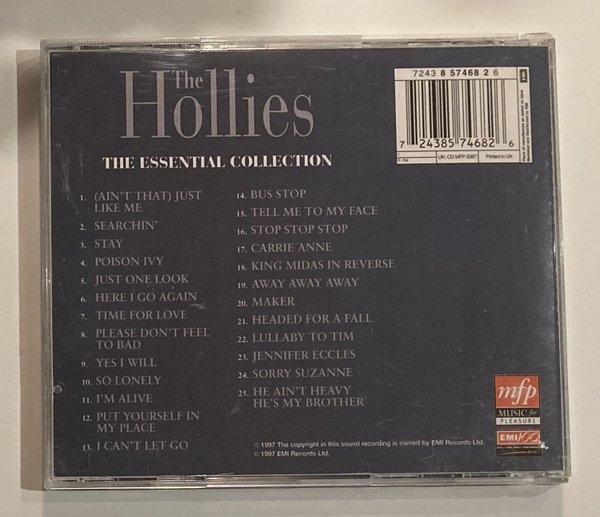 The
Hollies
THE ESSENTIAL COLLECTION
7243 8 57468 2 6
7 24385 74682 6
UK: CD MFP 6367
Printed in UK
1. (AIN'T THAT) JUST
LIKE ME
2. SEARCHIN'
3. STAY
4. POISON IVY
5. JUST ONE LOOK
6. HERE I GO AGAIN
7. TIME FOR LOVE
8. PLEASE DON'T FEEL
TO BAD
9. YES I WILL
10. SO LONELY
11. I'M ALIVE
12. PUT YOURSELF IN
MY PLACE
13. I CAN'T LET GO
14. BUS STOP
15. TELL ME TO MY FACE
16. STOP STOP STOP
17. CARRIE ANNE
18. KING MIDAS IN REVERSE
19. AWAY AWAY AWAY
20. MAKER
21. HEADED FOR A FALL
22. LULLABY TO TIM
23. JENNIFER ECCLES
24. SORRY SUZANNE
25. HE AIN'T HEAVY
HE'S MY BROTHER
mfp
MUSIC for
PLEASURE
EMI 100
© 1997 The copyright in this sound recording is owned by EMI Records Ltd.
© 1997 EMI Records Ltd.